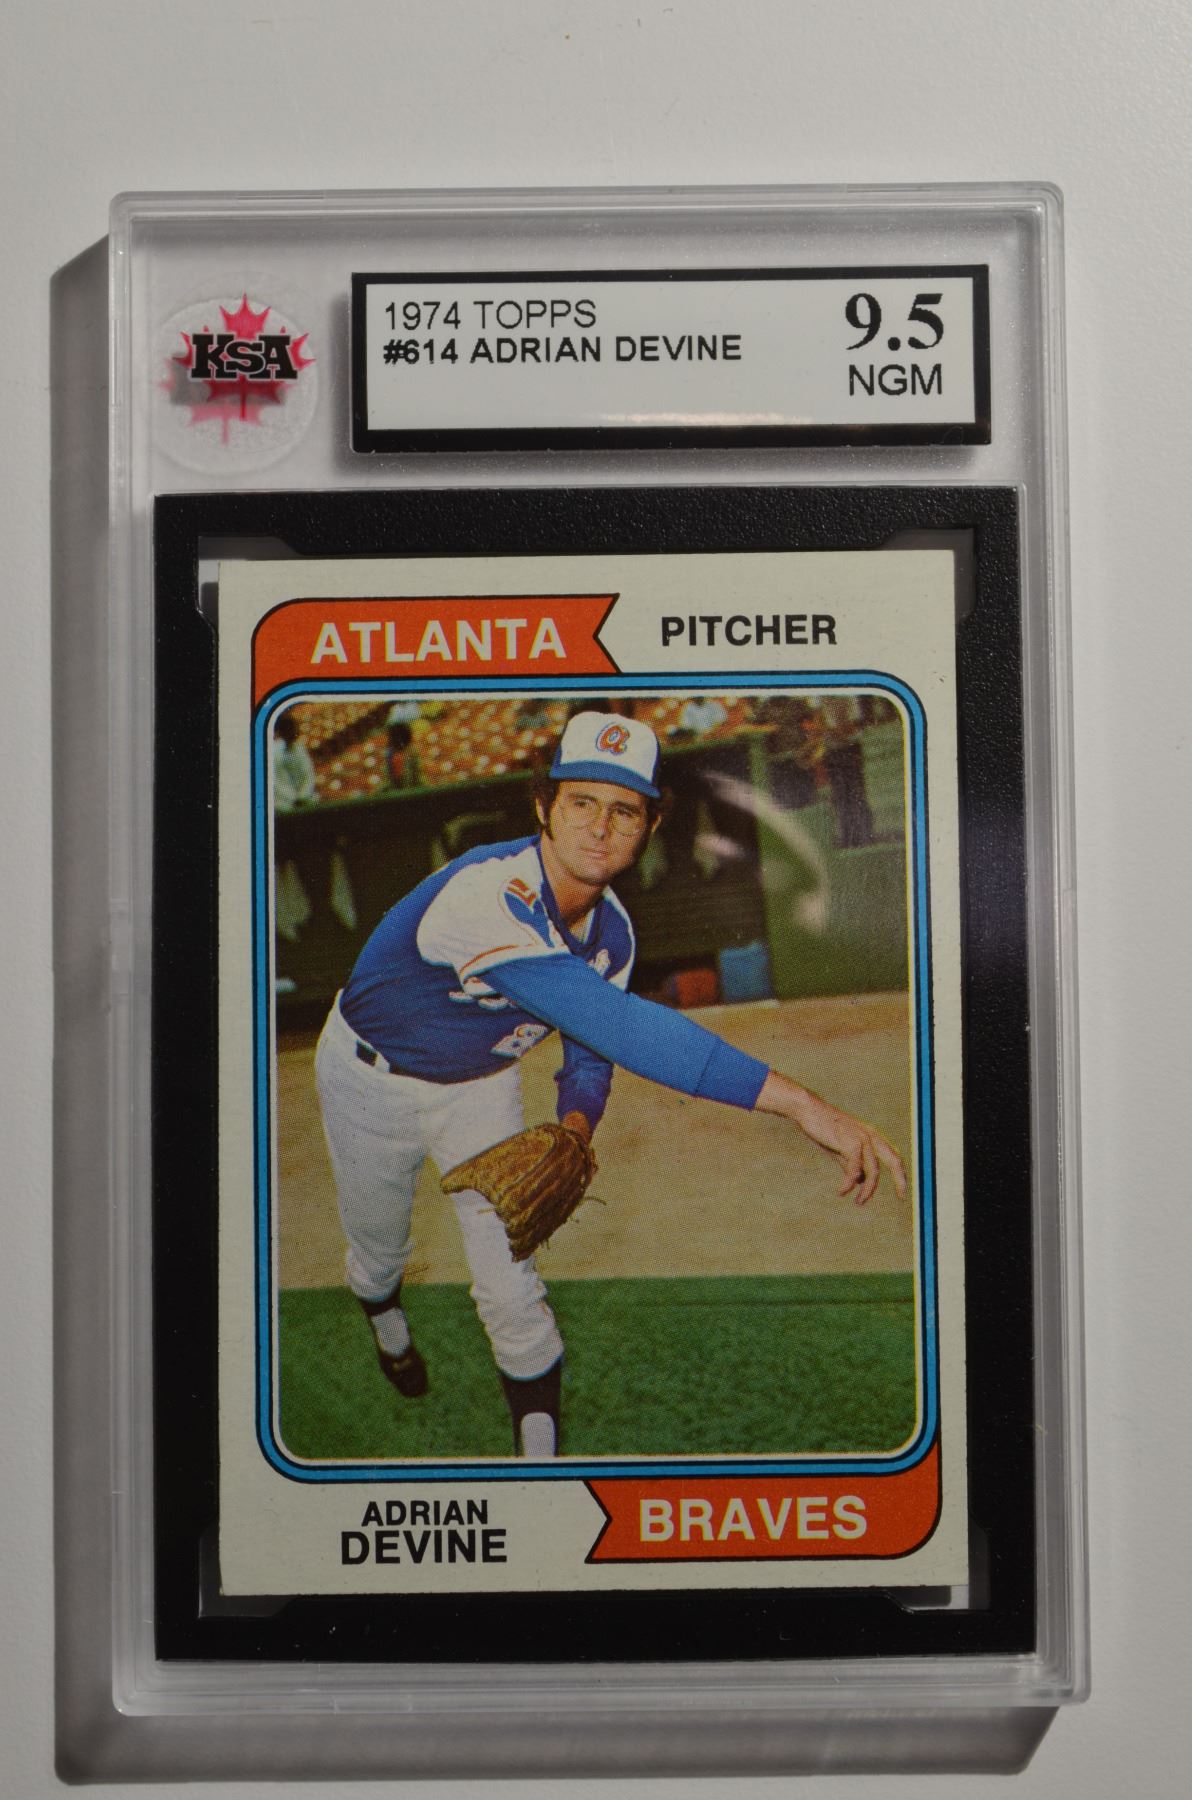 KSA
1974 TOPPS
#614 ADRIAN DEVINE
9.5
NGM
ATLANTA
PITCHER
a
ADRIAN
DEVINE
BRAVES